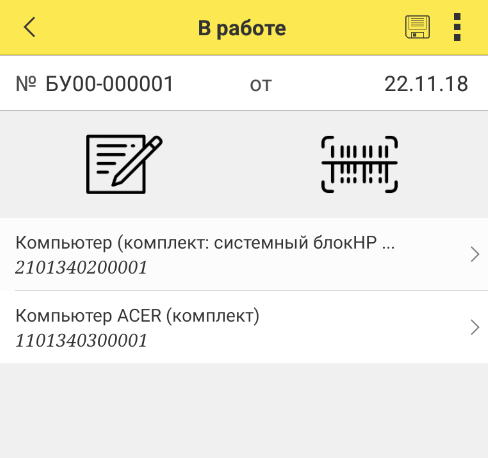 В работе
№ БУ00-000001 от 22.11.18
Компьютер (комплект: системный блокHP ...
2101340200001
Компьютер ACER (комплект)
1101340300001